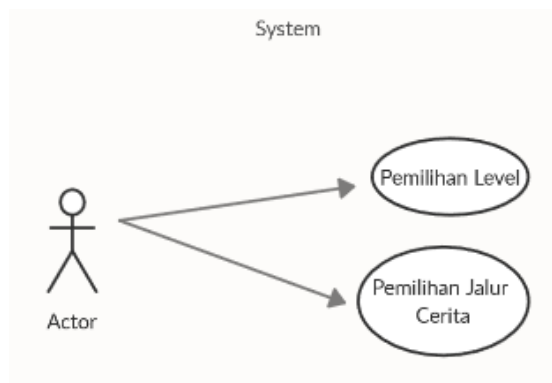 System
Pemilihan Level
Pemilihan Jalur
Cerita
Actor